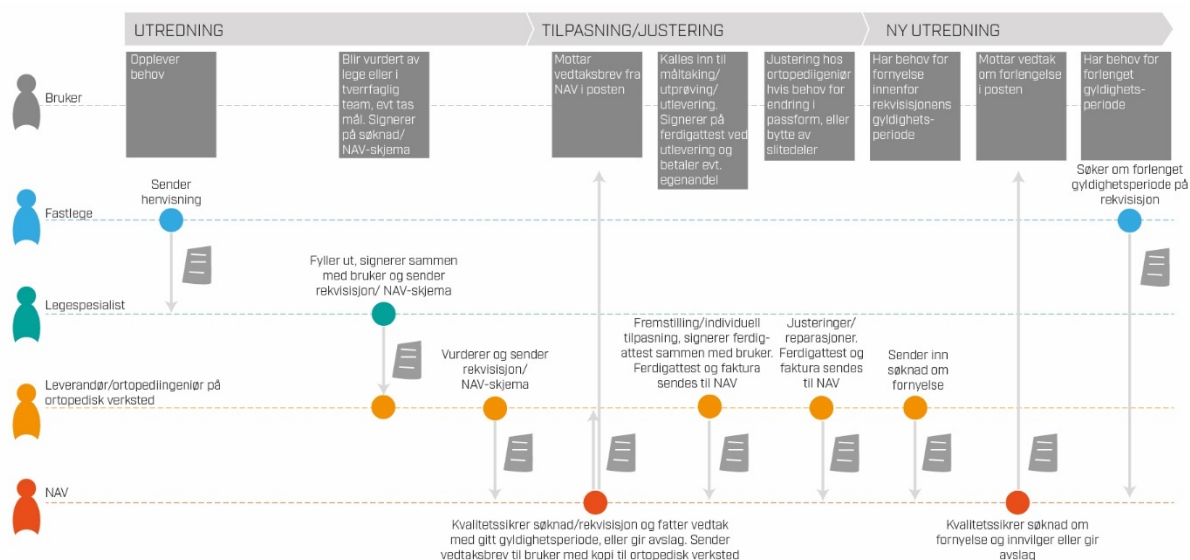 UTREDNING
TILPASNING/JUSTERING
NY UTREDNING
Bruker
Opplever
behov
Blir vurdert av
lege eller i
tverrfaglig
team, evt tas
mål. Signerer
på søknad/
NAV-skjema
Mottar
vedtaksbrev fra
NAV i posten
Kalles inn til
måltaking/
utprøving/
utlevering.
Signerer på
ferdigattest ved
utlevering og
betaler evt.
egenandel
Justering hos
ortopediigeniør
hvis behov for
endring i
passform, eller
bytte av
slitedeler
Har behov for
fornyelse
innenfor
rekvisisjonens
gyldighets-
periode
Mottar vedtak
om forlengelse
i posten
Har behov for
forlenget
gyldighets-
periode
Fastlege
Sender
henvisning
Søker om forlenget
gyldighetsperiode på
rekvisisjon
Legespesialist
Fyller ut, signerer sammen
med bruker og sender
rekvisisjon/ NAV-skjema
Leverandør/ortopediingeniør på
ortopedisk verksted
Vurderer og sender
rekvisisjon/
NAV-skjema
Fremstilling/individuell
tilpasning, signerer ferdig-
attest sammen med bruker.
Ferdigattest og faktura
sendes til NAV
Justeringer/
reparasjoner.
Ferdigattest og
faktura sendes
til NAV
Sender inn
søknad om
fornyelse
NAV
Kvalitetssikrer søknad/rekvisisjon og fatter vedtak
med gitt gyldighetsperiode, eller gir avslag. Sender
vedtaksbrev til bruker med kopi til ortopedisk verksted
Kvalitetssikrer søknad om
fornyelse og innvilger eller gir
avslag